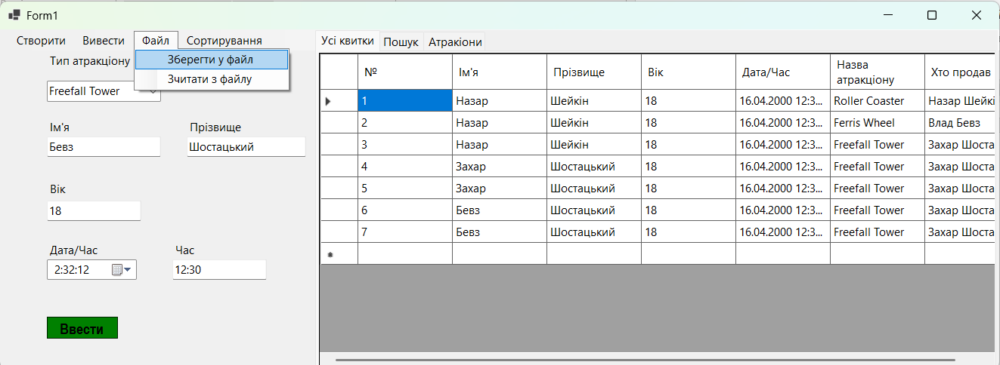 Form1
Створити Вивести Файл Сортирування
Зберегти у файл
Зчитати з файлу
Тип атракціону
Freefall Tower
Ім'я Прізвище
Бевз Шостацький
Вік
18
Дата/Час Час
2:32:12 12:30
Ввести
Усі квитки Пошук Атракіони
№ Ім'я Прізвище Вік Дата/Час Назва атракціону Хто продав
1 Назар Шейкін 18 16.04.2000 12:3... Roller Coaster Назар Шейкі
2 Назар Шейкін 18 16.04.2000 12:3... Ferris Wheel Влад Бевз
3 Назар Шейкін 18 16.04.2000 12:3... Freefall Tower Захар Шоста
4 Захар Шостацький 18 16.04.2000 12:3... Freefall Tower Захар Шоста
5 Захар Шостацький 18 16.04.2000 12:3... Freefall Tower Захар Шоста
6 Бевз Шостацький 18 16.04.2000 12:3... Freefall Tower Захар Шоста
7 Бевз Шостацький 18 16.04.2000 12:3... Freefall Tower Захар Шоста